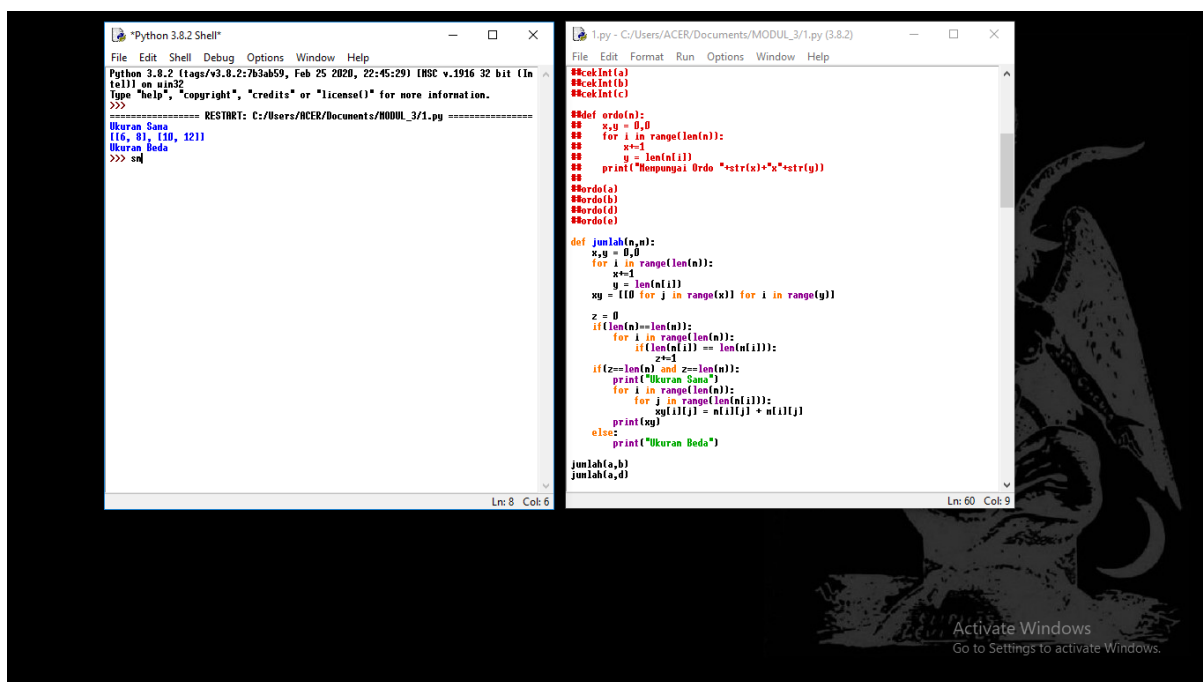 *Python 3.8.2 Shell*
File Edit Shell Debug Options Window Help
Python 3.8.2 (tags/v3.8.2:7b3ab59, Feb 25 2020, 22:45:29) [MSC v.1916 32 bit (In
tel)] on win32
Type "help", "copyright", "credits" or "license()" for more information.
>>>
================= RESTART: C:/Users/ACER/Documents/MODUL_3/1.py ================
Ukuran Sama
[[6, 8], [10, 12]]
Ukuran Beda
>>> sn
Ln: 8 Col: 6
1.py - C:/Users/ACER/Documents/MODUL_3/1.py (3.8.2)
File Edit Format Run Options Window Help
##cekInt(a)
##cekInt(b)
##cekInt(c)
##def ordo(n):
##    x,y = 0,0
##    for i in range(len(n)):
##        x+=1
##        y = len(n[i])
##    print("Mempunyai Ordo "+str(x)+"x"+str(y))
##
##ordo(a)
##ordo(b)
##ordo(d)
##ordo(e)
def jumlah(n,m):
    x,y = 0,0
    for i in range(len(n)):
        x+=1
        y = len(n[i])
    xy = [[0 for j in range(x)] for i in range(y)]
    z = 0
    if(len(n)==len(m)):
        for i in range(len(n)):
            if(len(n[i]) == len(m[i])):
                z+=1
    if(z==len(n) and z==len(m)):
        print("Ukuran Sama")
        for i in range(len(n)):
            for j in range(len(n[i])):
                xy[i][j] = n[i][j] + m[i][j]
        print(xy)
    else:
        print("Ukuran Beda")
jumlah(a,b)
jumlah(a,d)
Ln: 60 Col: 9
Activate Windows
Go to Settings to activate Windows.